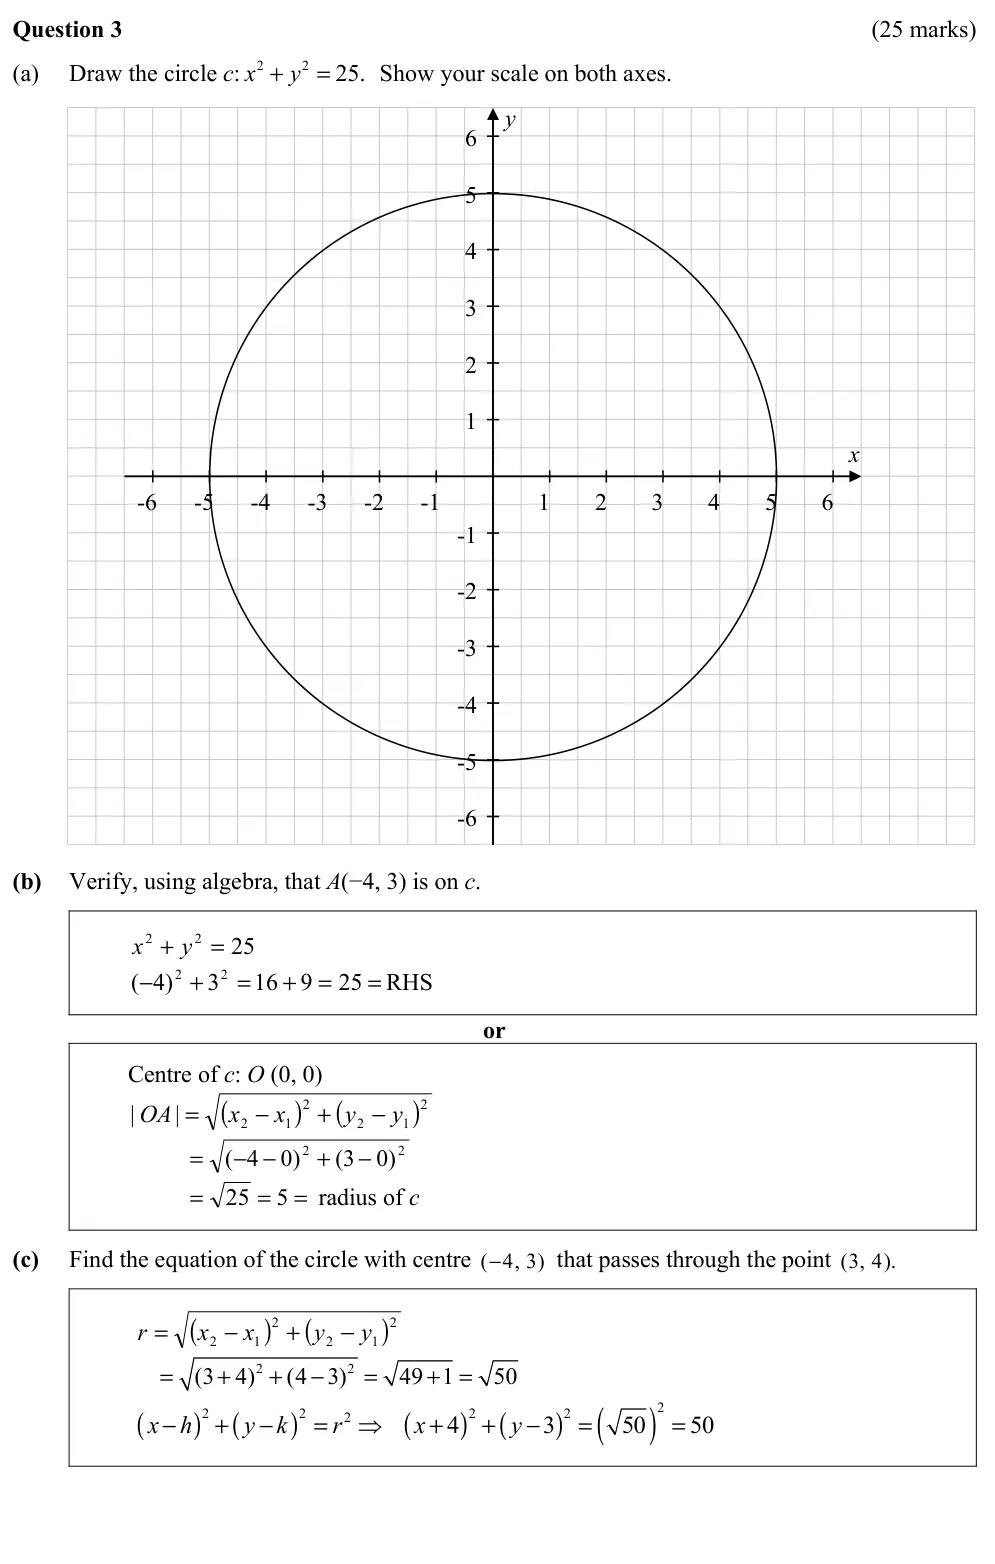 Question 3 (25 marks)
(a) Draw the circle c: x² + y² = 25. Show your scale on both axes.
y
6
5
4
3
2
1
x
-6 -5 -4 -3 -2 -1 1 2 3 4 5 6
-1
-2
-3
-4
-5
-6
(b) Verify, using algebra, that A(−4, 3) is on c.
x² + y² = 25
(−4)² + 3² = 16 + 9 = 25 = RHS
or
Centre of c: O (0, 0)
| OA | = √((x₂ − x₁)² + (y₂ − y₁)²)
= √((−4 − 0)² + (3 − 0)²)
= √25 = 5 = radius of c
(c) Find the equation of the circle with centre (−4, 3) that passes through the point (3, 4).
r = √((x₂ − x₁)² + (y₂ − y₁)²)
= √((3 + 4)² + (4 − 3)²) = √(49 + 1) = √50
(x − h)² + (y − k)² = r² ⇒ (x + 4)² + (y − 3)² = (√50)² = 50